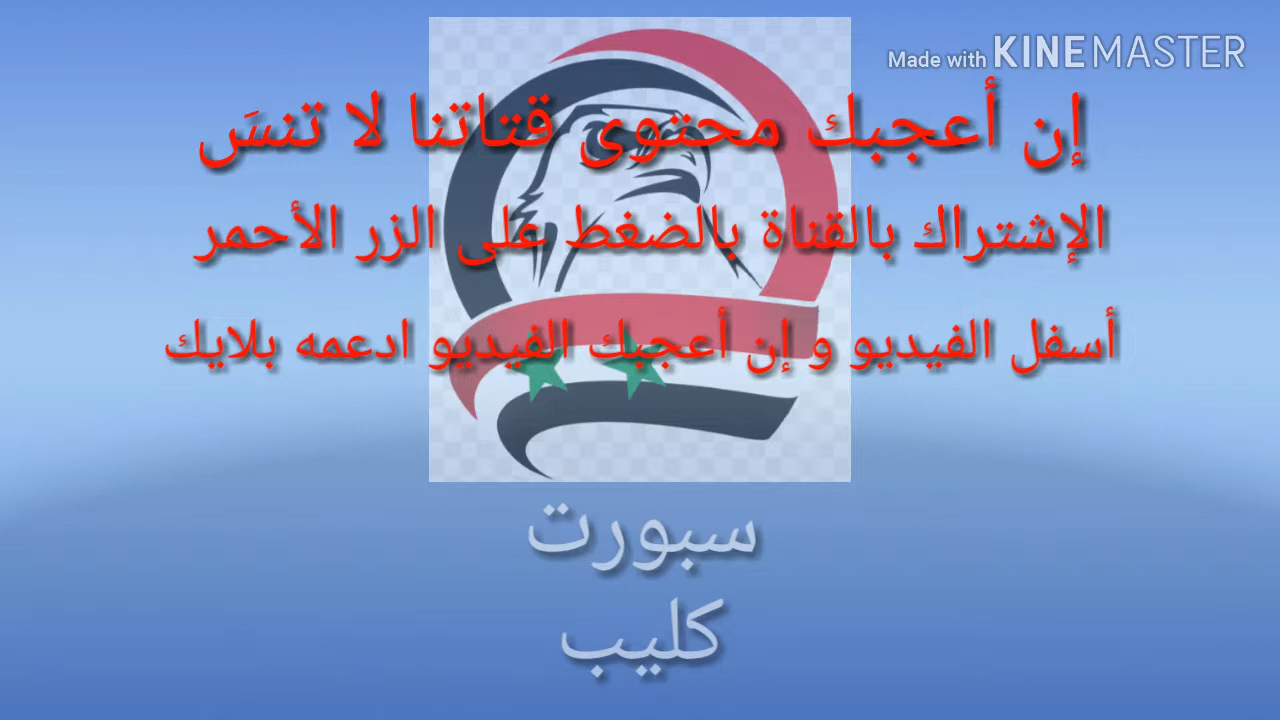 Made with KINEMASTER
إن أعجبك محتوى قتاتنا لا تنسَ
الإشتراك بالقناة بالضغط على الزر الأحمر
أسفل الفيديو و إن أعجبك الفيديو ادعمه بلايك
سبورت
كليب